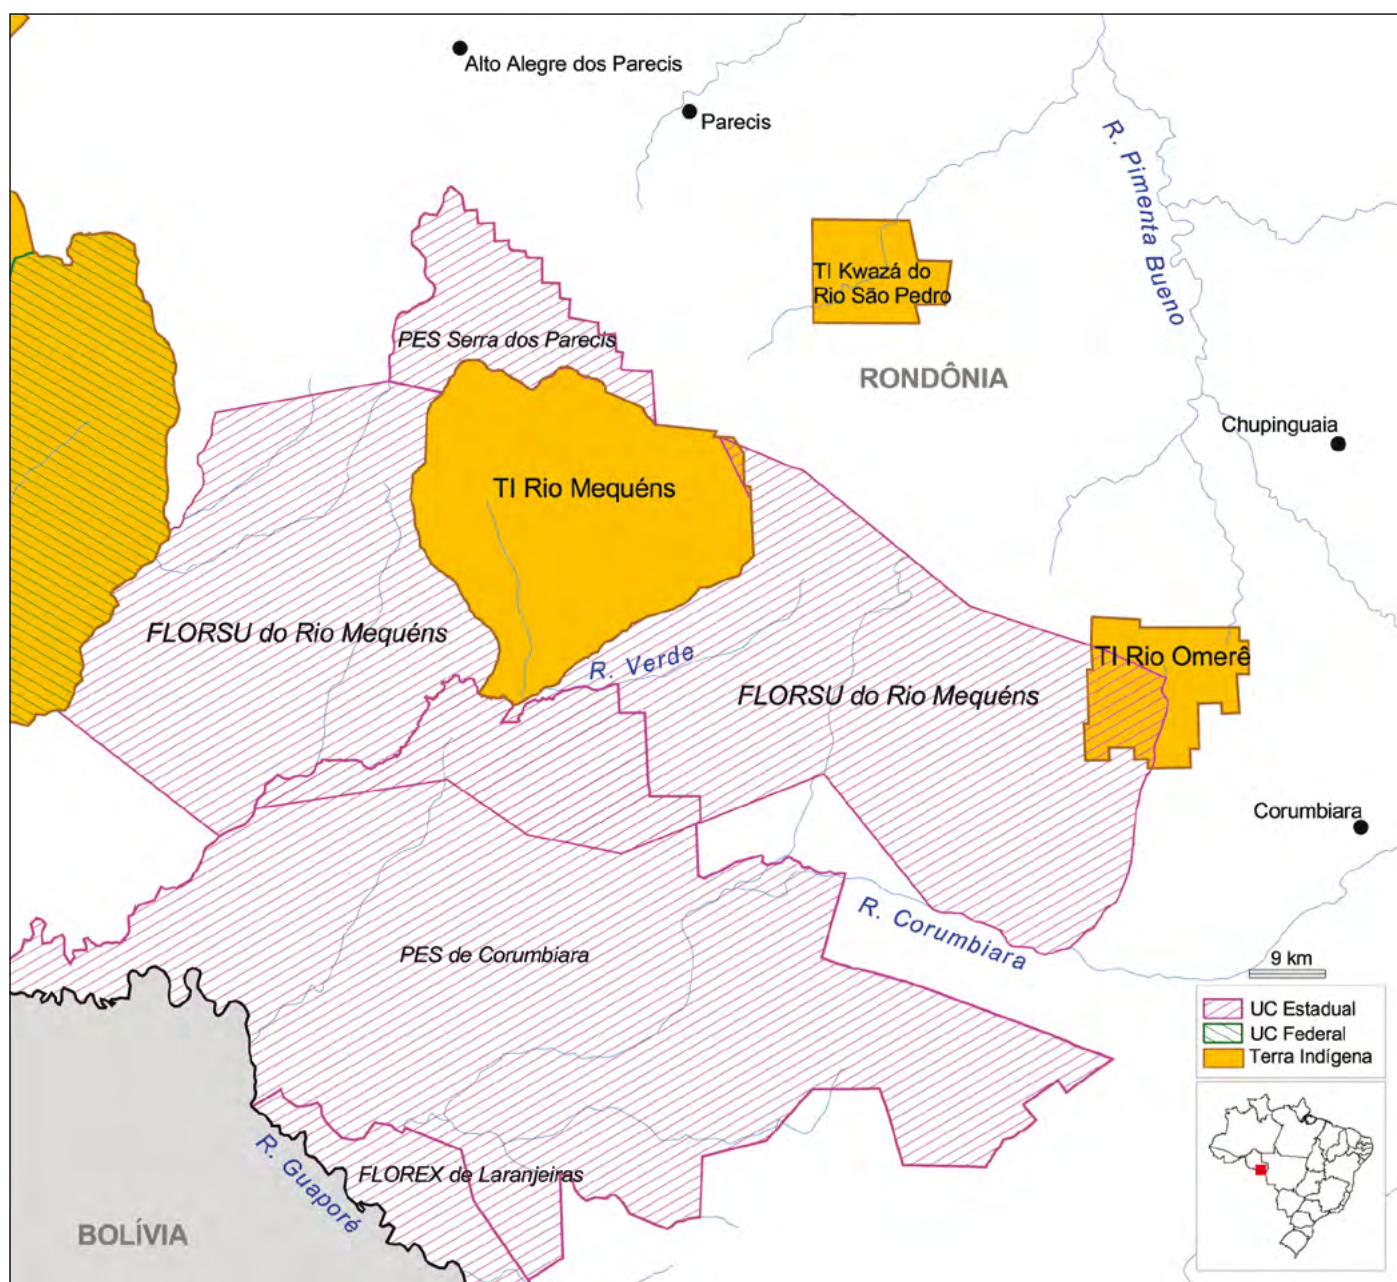 Alto Alegre dos Parecis
Parecis
R. Pimenta Bueno
TI Kwazá do
Rio São Pedro
PES Serra dos Parecis
RONDÔNIA
Chupinguaia
TI Rio Mequéns
FLORSU do Rio Mequéns
R. Verde
TI Rio Omerê
FLORSU do Rio Mequéns
Corumbiara
R. Corumbiara
PES de Corumbiara
9 km
UC Estadual
UC Federal
Terra Indígena
R. Guaporé
FLOREX de Laranjeiras
BOLÍVIA